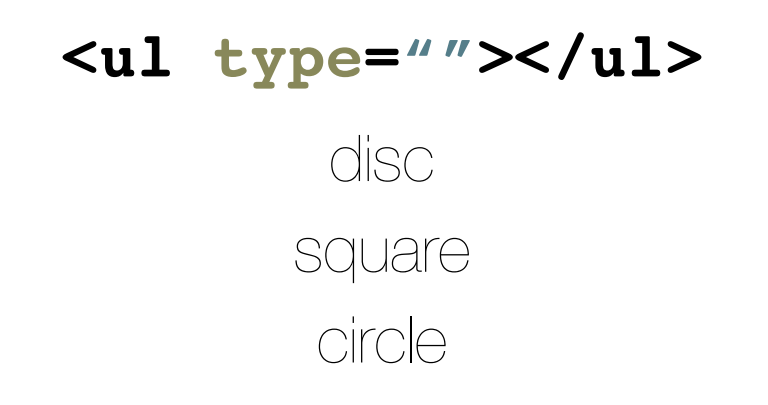 <ul type=“”></ul>
disc
square
circle